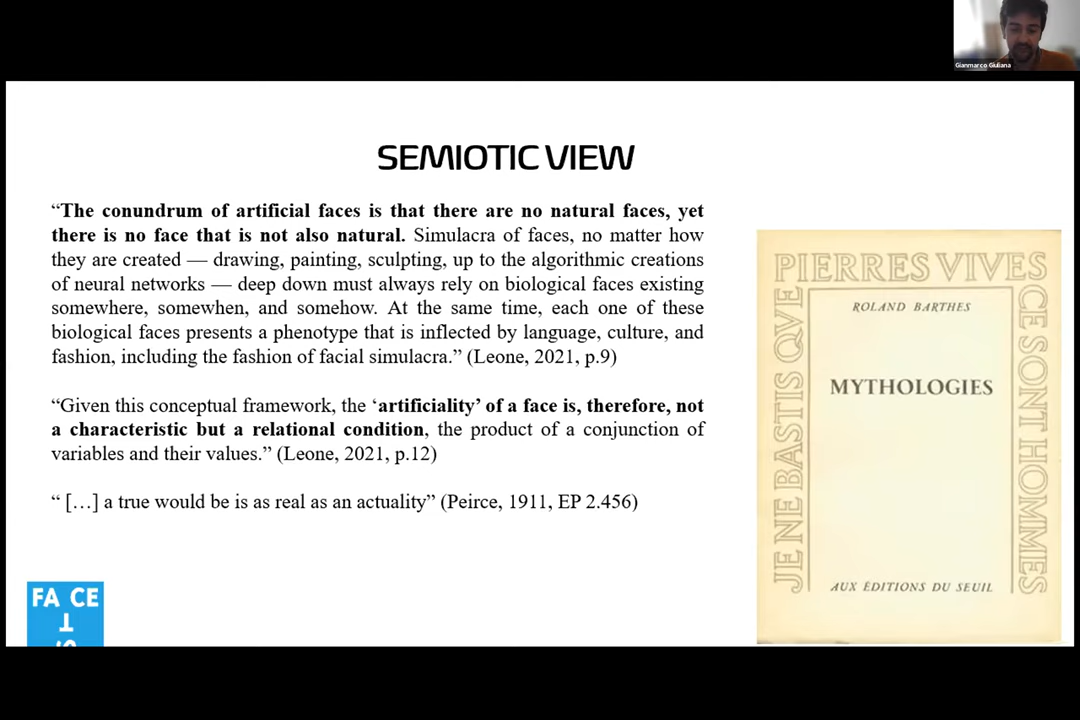 Gianmarco Giuliana
SEMIOTIC VIEW
“The conundrum of artificial faces is that there are no natural faces, yet
there is no face that is not also natural. Simulacra of faces, no matter how
they are created — drawing, painting, sculpting, up to the algorithmic creations
of neural networks — deep down must always rely on biological faces existing
somewhere, somewhen, and somehow. At the same time, each one of these
biological faces presents a phenotype that is inflected by language, culture, and
fashion, including the fashion of facial simulacra.” (Leone, 2021, p.9)
“Given this conceptual framework, the ‘artificiality’ of a face is, therefore, not
a characteristic but a relational condition, the product of a conjunction of
variables and their values.” (Leone, 2021, p.12)
“ […] a true would be is as real as an actuality” (Peirce, 1911, EP 2.456)
JE NE BASTIS QVE
PIERRES VIVES
CE SONT HOMMES
ROLAND BARTHES
MYTHOLOGIES
AUX ÉDITIONS DU SEUIL
FA CE